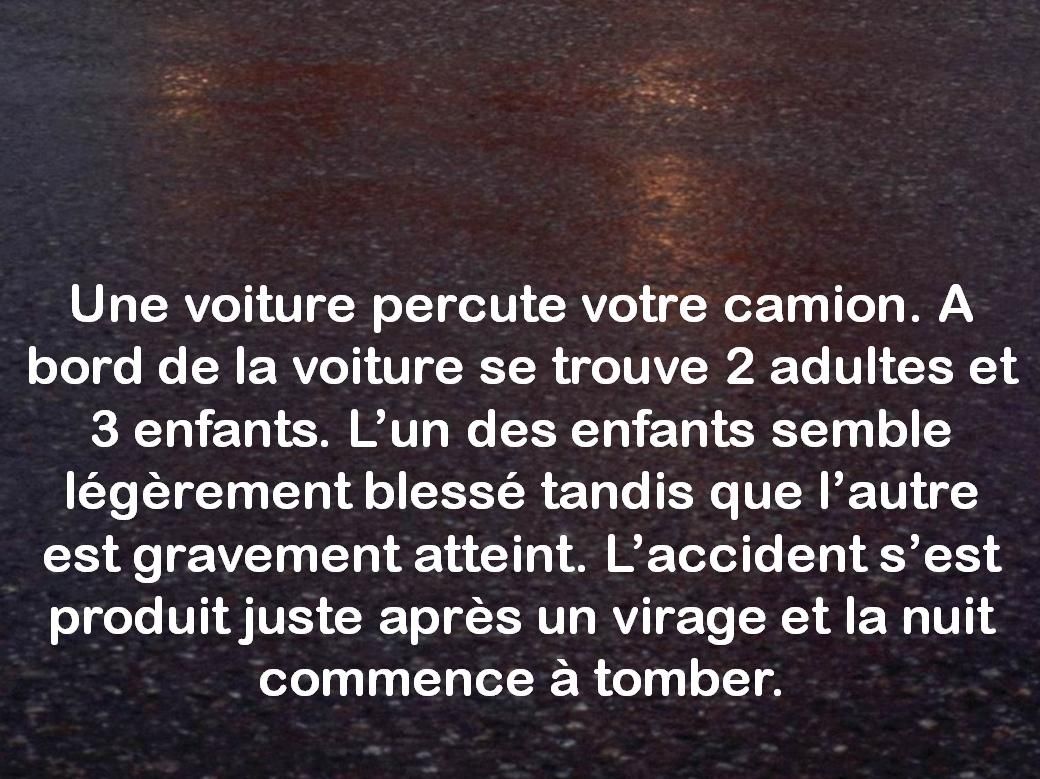 Une voiture percute votre camion. A
bord de la voiture se trouve 2 adultes et
3 enfants. L’un des enfants semble
légèrement blessé tandis que l’autre
est gravement atteint. L’accident s’est
produit juste après un virage et la nuit
commence à tomber.